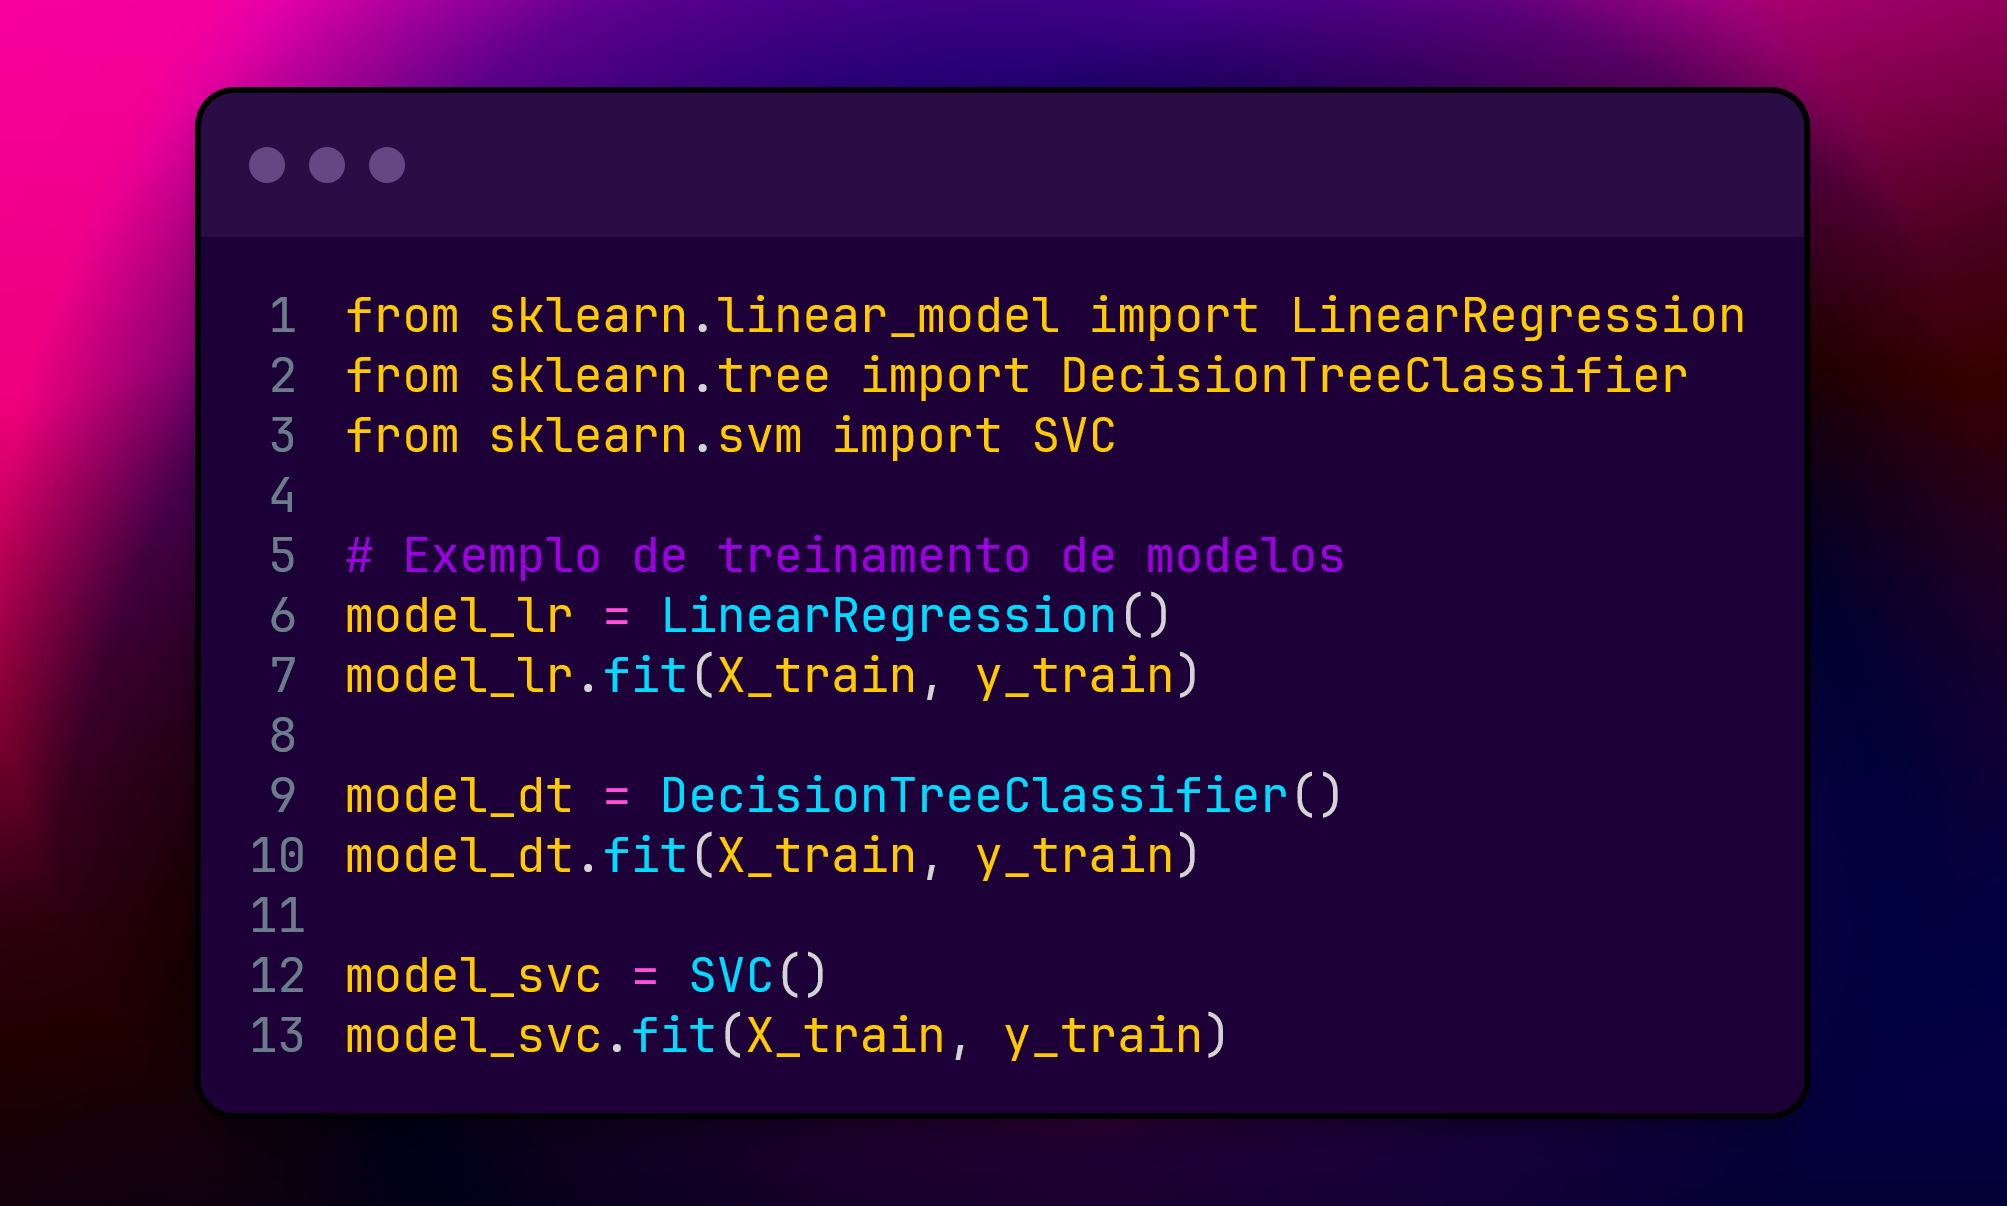 1 from sklearn.linear_model import LinearRegression
2 from sklearn.tree import DecisionTreeClassifier
3 from sklearn.svm import SVC
4
5 # Exemplo de treinamento de modelos
6 model_lr = LinearRegression()
7 model_lr.fit(X_train, y_train)
8
9 model_dt = DecisionTreeClassifier()
10 model_dt.fit(X_train, y_train)
11
12 model_svc = SVC()
13 model_svc.fit(X_train, y_train)